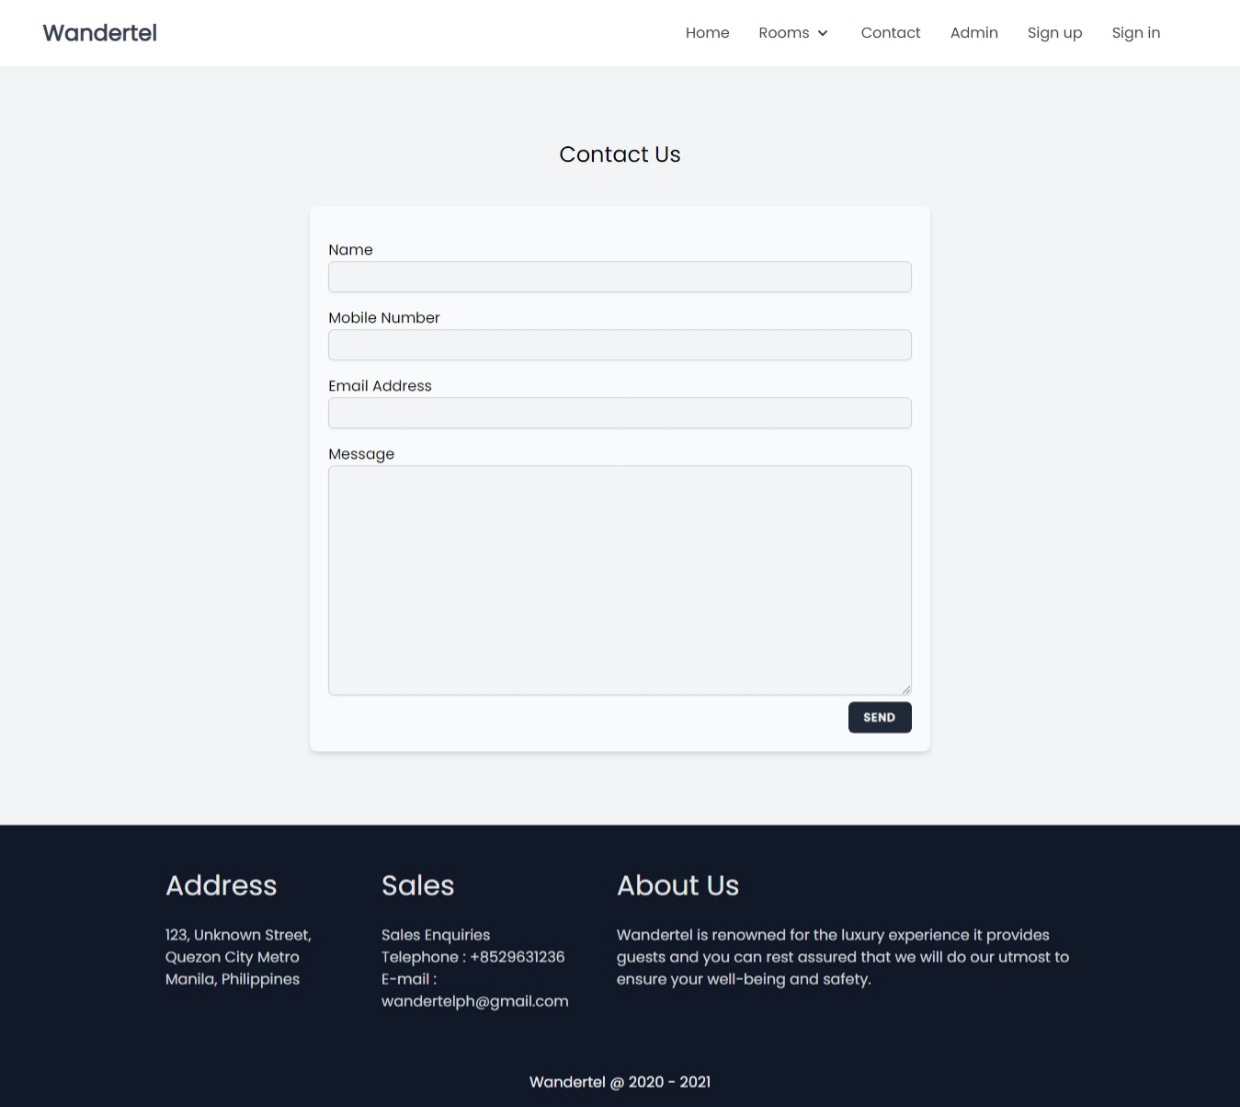 Wandertel
Home Rooms Contact Admin Sign up Sign in
Contact Us
Name
Mobile Number
Email Address
Message
SEND
Address
123, Unknown Street,
Quezon City Metro
Manila, Philippines
Sales
Sales Enquiries
Telephone : +8529631236
E-mail :
wandertelph@gmail.com
About Us
Wandertel is renowned for the luxury experience it provides
guests and you can rest assured that we will do our utmost to
ensure your well-being and safety.
Wandertel @ 2020 - 2021